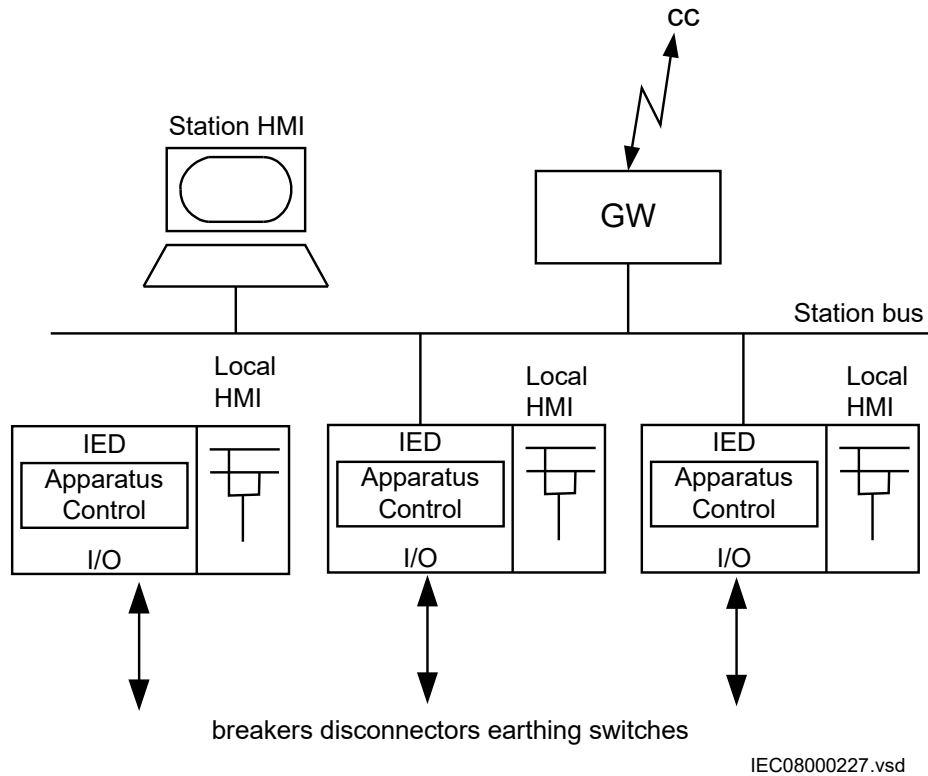 cc
Station HMI
GW
Station bus
Local
HMI
Local
HMI
Local
HMI
IED
Apparatus
Control
I/O
IED
Apparatus
Control
I/O
IED
Apparatus
Control
I/O
breakers disconnectors earthing switches
IEC08000227.vsd